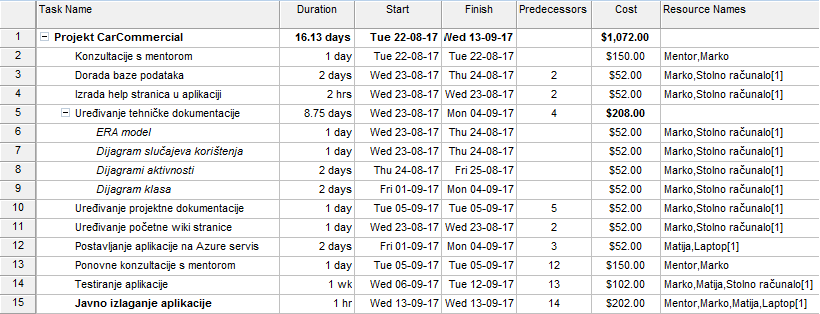 Task Name Duration Start Finish Predecessors Cost Resource Names
1 Projekt CarCommercial 16.13 days Tue 22-08-17 Wed 13-09-17 $1,072.00
2 Konzultacije s mentorom 1 day Tue 22-08-17 Tue 22-08-17 $150.00 Mentor,Marko
3 Dorada baze podataka 2 days Wed 23-08-17 Thu 24-08-17 2 $52.00 Marko,Stolno računalo[1]
4 Izrada help stranica u aplikaciji 2 hrs Wed 23-08-17 Wed 23-08-17 2 $52.00 Marko,Stolno računalo[1]
5 Uređivanje tehničke dokumentacije 8.75 days Wed 23-08-17 Mon 04-09-17 4 $208.00
6 ERA model 1 day Wed 23-08-17 Thu 24-08-17 $52.00 Marko,Stolno računalo[1]
7 Dijagram slučajeva korištenja 1 day Wed 23-08-17 Thu 24-08-17 $52.00 Marko,Stolno računalo[1]
8 Dijagrami aktivnosti 2 days Thu 24-08-17 Fri 25-08-17 $52.00 Marko,Stolno računalo[1]
9 Dijagram klasa 2 days Fri 01-09-17 Mon 04-09-17 $52.00 Marko,Stolno računalo[1]
10 Uređivanje projektne dokumentacije 1 day Tue 05-09-17 Tue 05-09-17 5 $52.00 Marko,Stolno računalo[1]
11 Uređivanje početne wiki stranice 1 day Wed 23-08-17 Wed 23-08-17 2 $52.00 Marko,Stolno računalo[1]
12 Postavljanje aplikacije na Azure servis 2 days Fri 01-09-17 Mon 04-09-17 3 $52.00 Matija,Laptop[1]
13 Ponovne konzultacije s mentorom 1 day Tue 05-09-17 Tue 05-09-17 12 $150.00 Mentor,Marko
14 Testiranje aplikacije 1 wk Wed 06-09-17 Tue 12-09-17 13 $102.00 Marko,Matija,Stolno računalo[1]
15 Javno izlaganje aplikacije 1 hr Wed 13-09-17 Wed 13-09-17 14 $202.00 Mentor,Marko,Matija,Laptop[1]